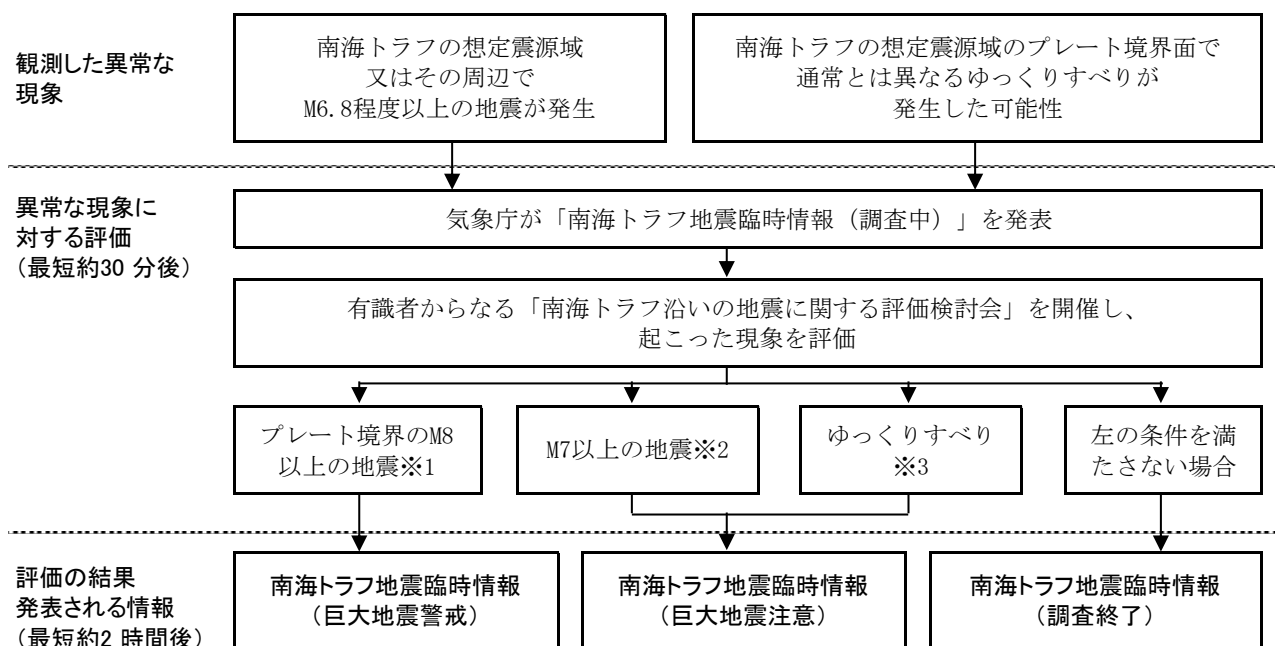 観測した異常な
現象
南海トラフの想定震源域
又はその周辺で
M6.8程度以上の地震が発生
南海トラフの想定震源域のプレート境界面で
通常とは異なるゆっくりすべりが
発生した可能性
異常な現象に
対する評価
（最短約30 分後）
気象庁が「南海トラフ地震臨時情報（調査中）」を発表
有識者からなる「南海トラフ沿いの地震に関する評価検討会」を開催し、
起こった現象を評価
プレート境界のM8
以上の地震※1
M7以上の地震※2
ゆっくりすべり
※3
左の条件を満
たさない場合
評価の結果
発表される情報
（最短約2 時間後）
南海トラフ地震臨時情報
（巨大地震警戒）
南海トラフ地震臨時情報
（巨大地震注意）
南海トラフ地震臨時情報
（調査終了）